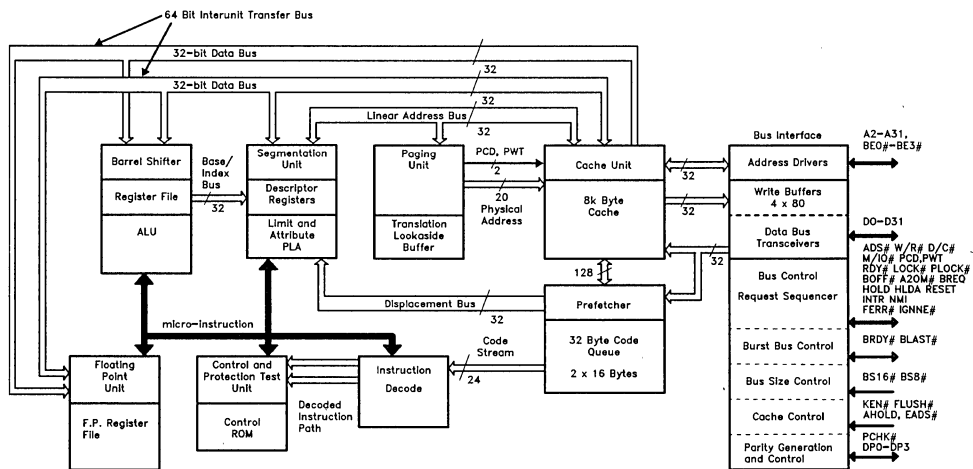 64 Bit Interunit Transfer Bus
32-bit Data Bus
32
32
32-bit Data Bus
32
Linear Address Bus
32
Barrel Shifter
Register File
ALU
Base/
Index
Bus
32
Segmentation
Unit
Descriptor
Registers
Limit and
Attribute
PLA
Paging
Unit
Translation
Lookaside
Buffer
PCD, PWT
2
20
Physical
Address
Cache Unit
8k Byte
Cache
32
32
32
128
Displacement Bus
32
Prefetcher
32 Byte Code
Queue
2 x 16 Bytes
micro-instruction
Code
Stream
24
Floating
Point
Unit
F.P. Register
File
Control and
Protection Test
Unit
Control
ROM
Decoded
Instruction
Path
Instruction
Decode
Bus Interface
Address Drivers
Write Buffers
4 x 80
Data Bus
Transceivers
Bus Control
Request Sequencer
Burst Bus Control
Bus Size Control
Cache Control
Parity Generation
and Control
A2-A31,
BE0#-BE3#
D0-D31
ADS# W/R# D/C#
M/IO# PCD,PWT
RDY# LOCK# PLOCK#
BOFF# A20M# BREQ
HOLD HLDA RESET
INTR NMI
FERR# IGNNE#
BRDY# BLAST#
BS16# BS8#
KEN# FLUSH#
AHOLD, EADS#
PCHK#
DP0-DP3